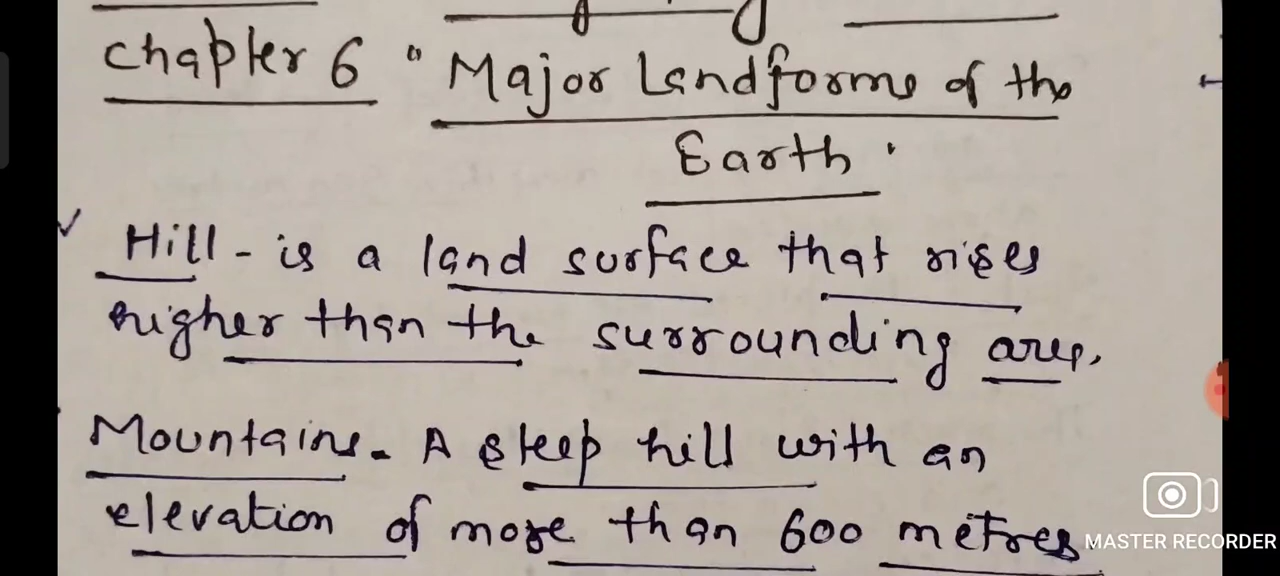 Chapter 6 "Major Landforms of the
Earth.
Hill - is a land surface that rises
higher than the surrounding area.
Mountains. A steep hill with an
elevation of more than 600 metres
MASTER RECORDER